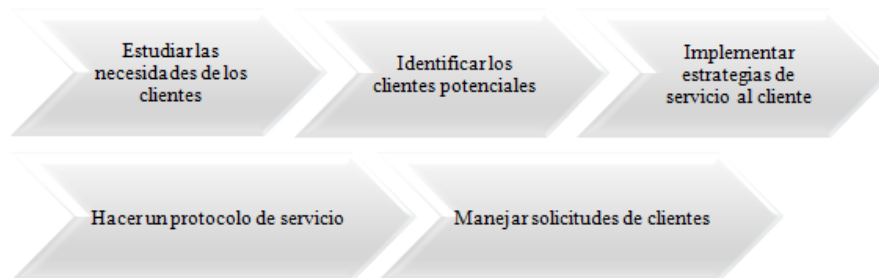 Estudiar las
necesidades de los
clientes
Identificar los
clientes potenciales
Implementar
estrategias de
servicio al cliente
Hacer un protocolo de servicio
Manejar solicitudes de clientes